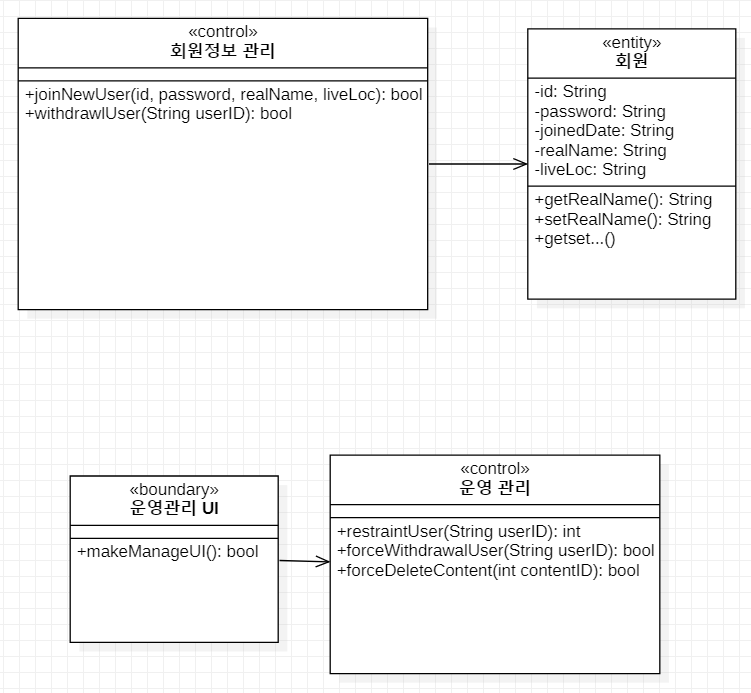 «control»
회원정보 관리
+joinNewUser(id, password, realName, liveLoc): bool
+withdrawlUser(String userID): bool
«entity»
회원
-id: String
-password: String
-joinedDate: String
-realName: String
-liveLoc: String
+getRealName(): String
+setRealName(): String
+getset...()
«boundary»
운영관리 UI
+makeManageUI(): bool
«control»
운영 관리
+restraintUser(String userID): int
+forceWithdrawalUser(String userID): bool
+forceDeleteContent(int contentID): bool